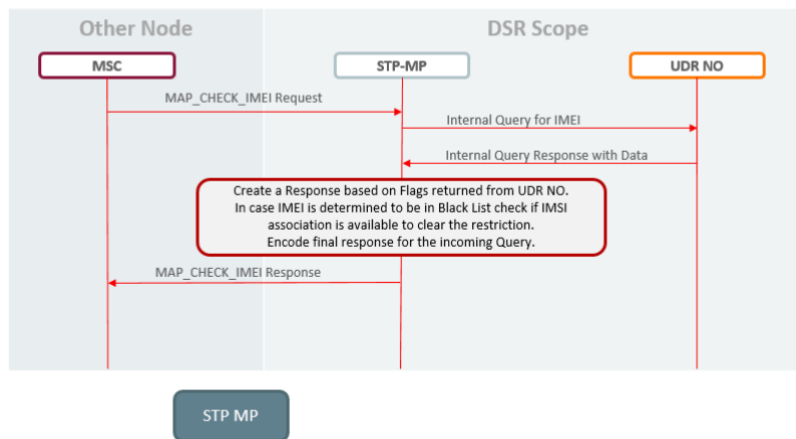 Other Node
DSR Scope
MSC
STP-MP
UDR NO
MAP_CHECK_IMEI Request
Internal Query for IMEI
Internal Query Response with Data
Create a Response based on Flags returned from UDR NO.
In case IMEI is determined to be in Black List check if IMSI
association is available to clear the restriction.
Encode final response for the incoming Query.
MAP_CHECK_IMEI Response
STP MP